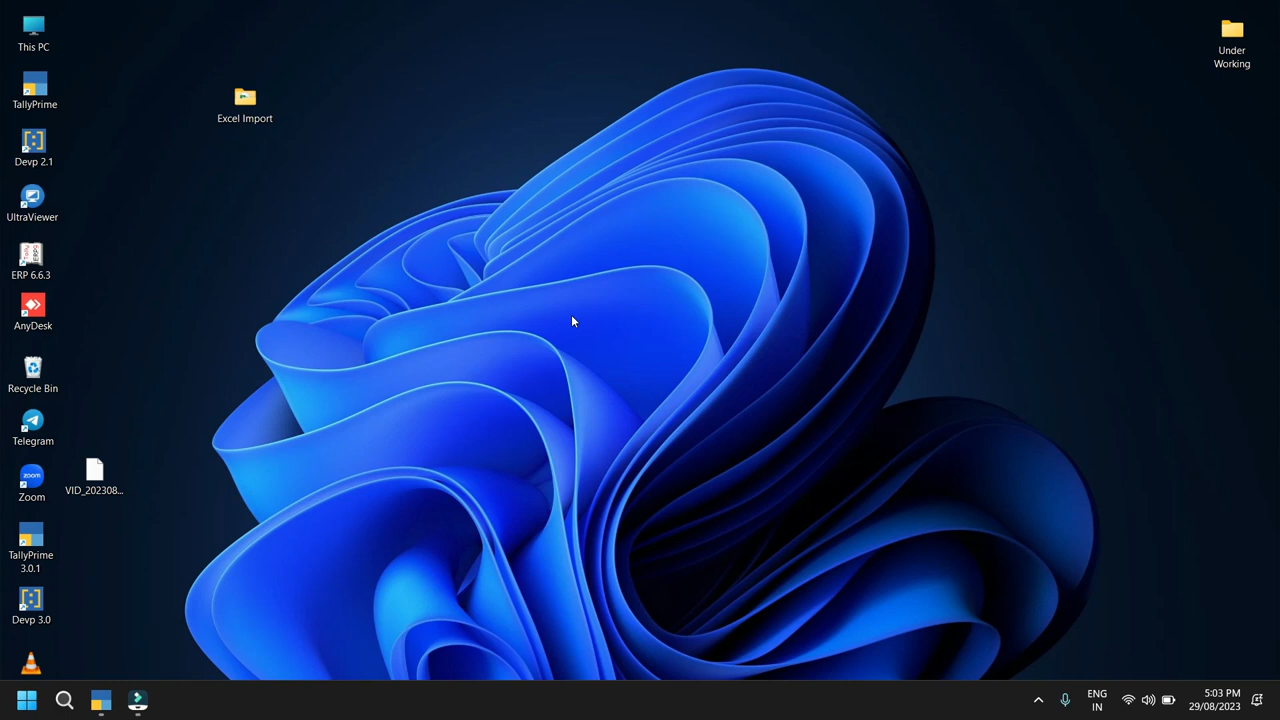 This PC
TallyPrime
Devp 2.1
UltraViewer
ERP 6.6.3
AnyDesk
Recycle Bin
Telegram
zoom
Zoom
TallyPrime
3.0.1
Devp 3.0
VID_202308...
Excel Import
Under
Working
ENG
IN
5:03 PM
29/08/2023